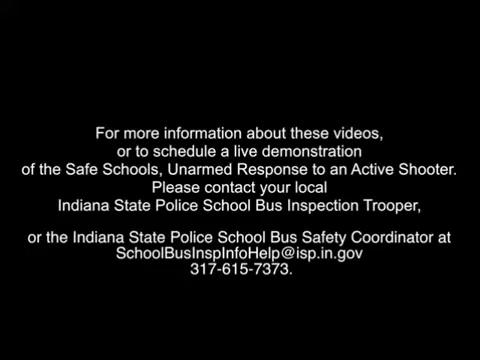 For more information about these videos,
or to schedule a live demonstration
of the Safe Schools, Unarmed Response to an Active Shooter.
Please contact your local
Indiana State Police School Bus Inspection Trooper,
or the Indiana State Police School Bus Safety Coordinator at
SchoolBusInspInfoHelp@isp.in.gov
317-615-7373.